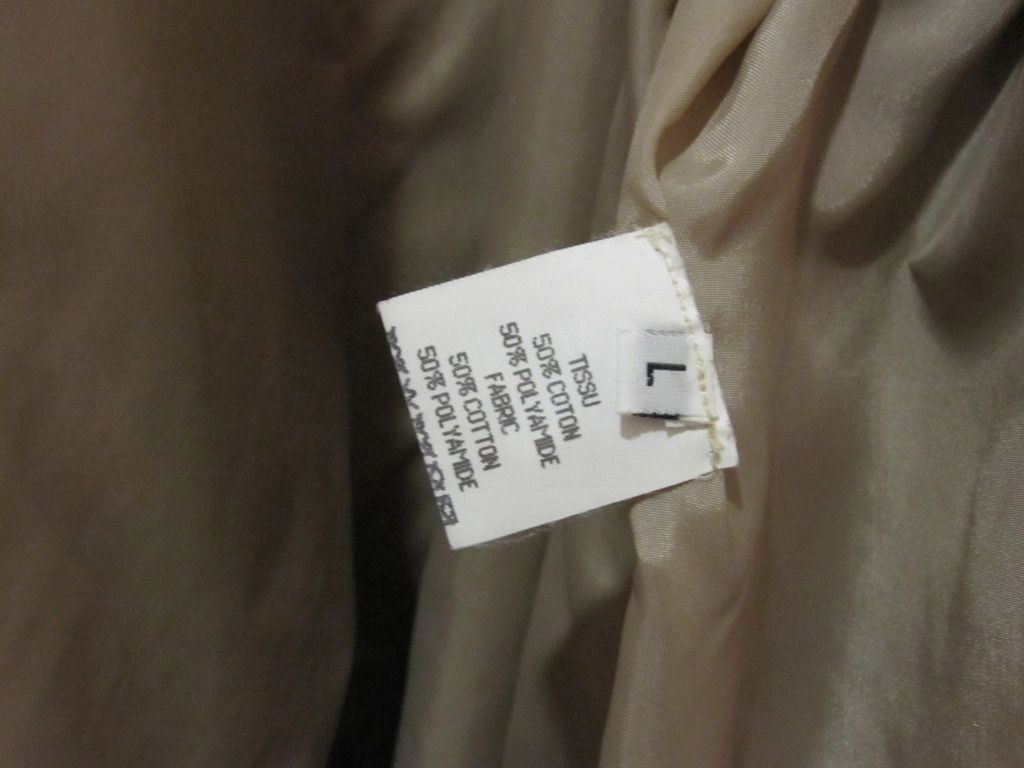 L
TISSU
50% COTON
50% POLYAMIDE
FABRIC
50% COTTON
50% POLYAMIDE